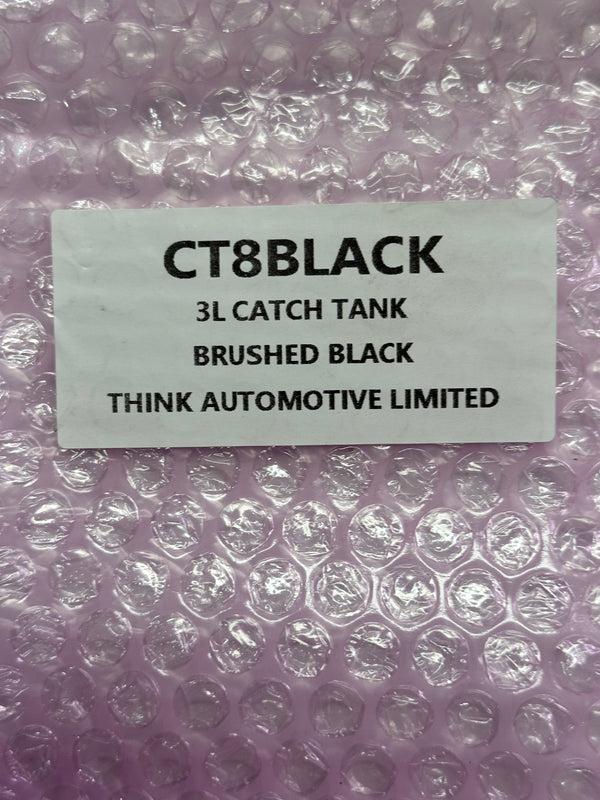 CT8BLACK
3L CATCH TANK
BRUSHED BLACK
THINK AUTOMOTIVE LIMITED